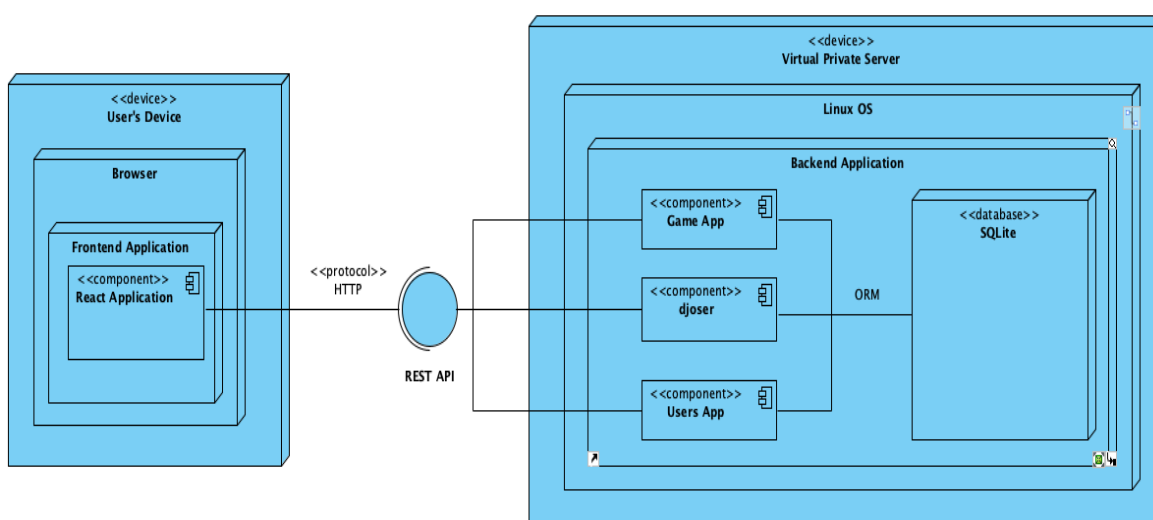 <<device>>
User's Device
Browser
Frontend Application
<<component>>
React Application
<<protocol>>
HTTP
REST API
<<device>>
Virtual Private Server
Linux OS
Backend Application
<<component>>
Game App
<<component>>
djoser
<<component>>
Users App
ORM
<<database>>
SQLite